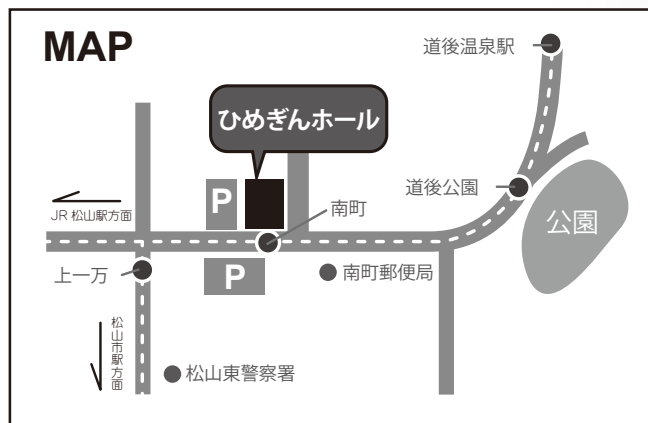 MAP
道後温泉駅
ひめぎんホール
道後公園
公園
P
JR 松山駅方面
南町
上一万
P
南町郵便局
松山市駅方面
松山東警察署